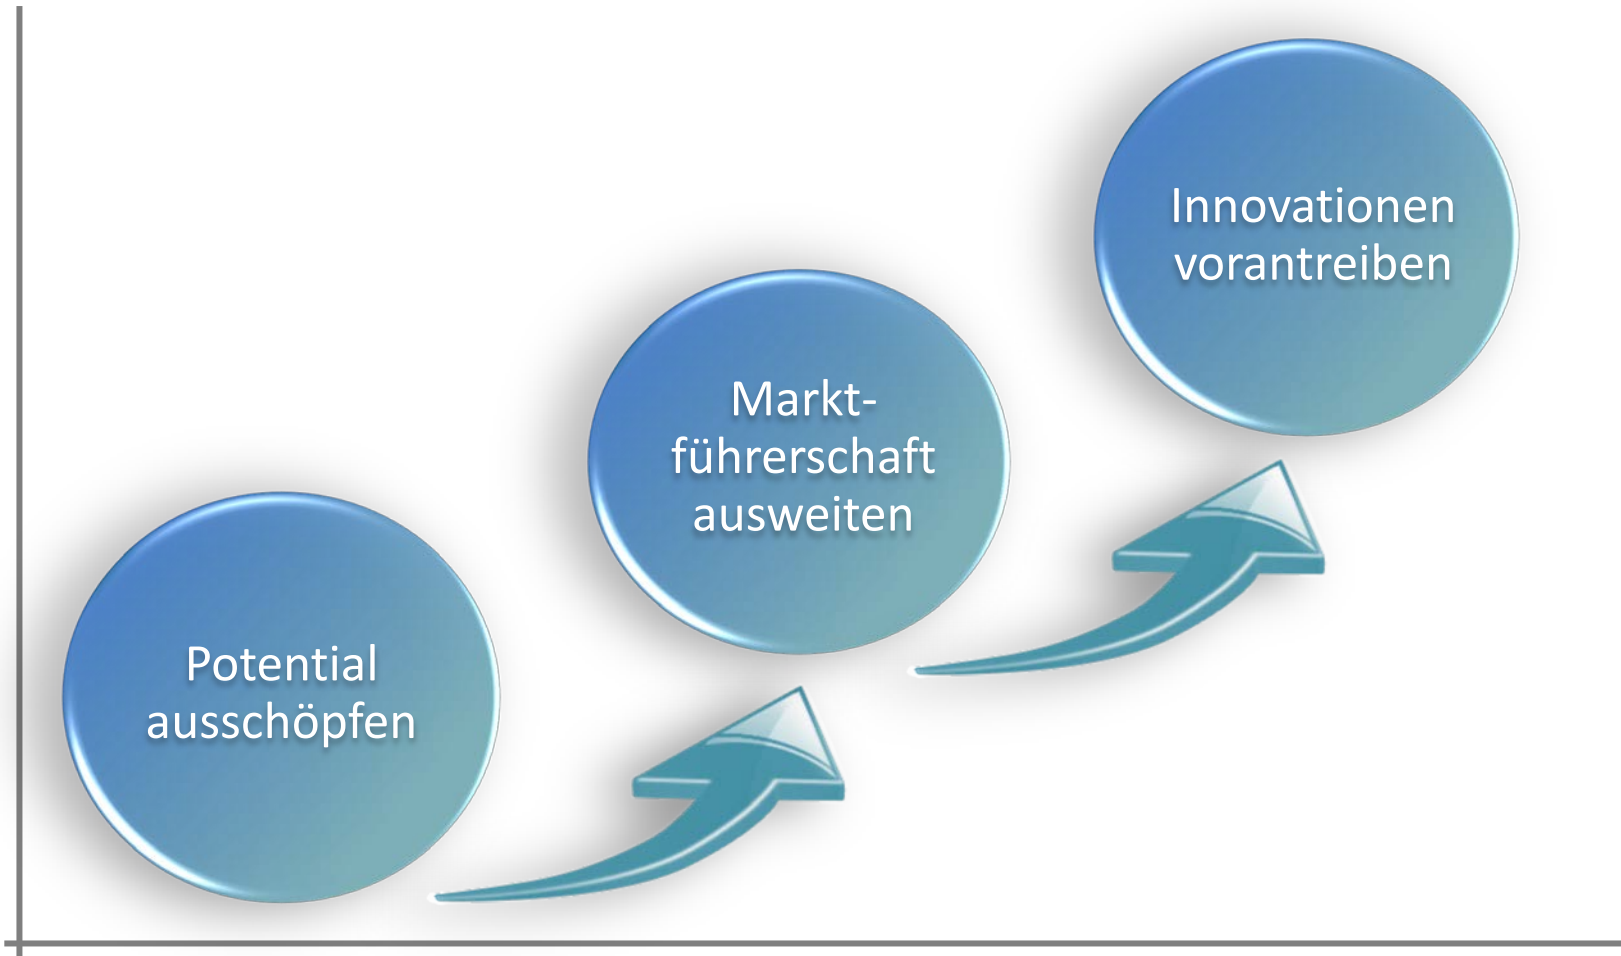 Potential
ausschöpfen
Markt-
führerschaft
ausweiten
Innovationen
vorantreiben